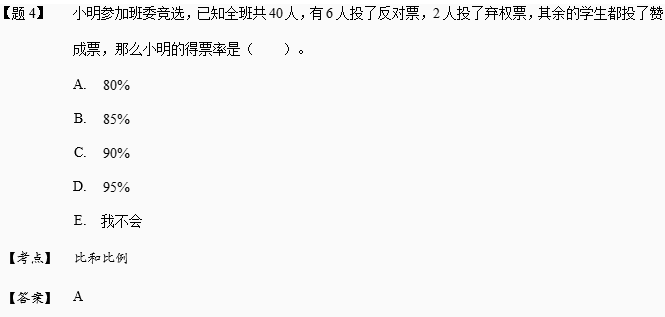 【题 4】 小明参加班委竞选，已知全班共 40 人，有 6 人投了反对票，2 人投了弃权票，其余的学生都投了赞
成票，那么小明的得票率是（ ）。
A. 80%
B. 85%
C. 90%
D. 95%
E. 我不会
【考点】 比和比例
【答案】 A